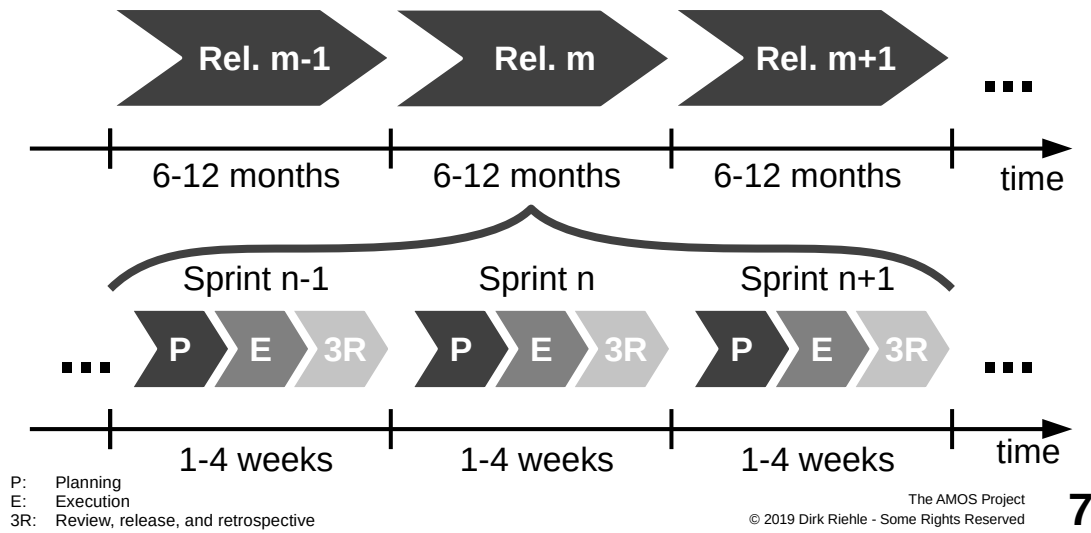 Rel. m-1 Rel. m Rel. m+1
...
6-12 months 6-12 months 6-12 months time
Sprint n-1 Sprint n Sprint n+1
... P E 3R P E 3R P E 3R ...
1-4 weeks 1-4 weeks 1-4 weeks time
P: Planning
E: Execution
3R: Review, release, and retrospective
The AMOS Project
© 2019 Dirk Riehle - Some Rights Reserved
7